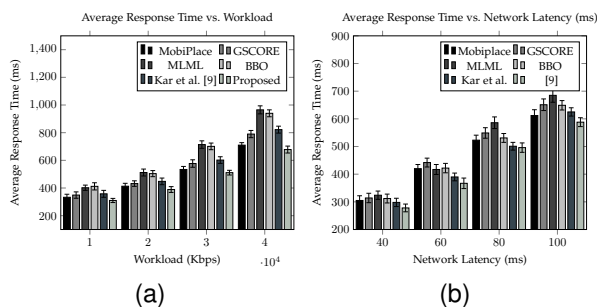 Average Response Time vs. Workload
MobiPlace GSCORE
MLML BBO
Kar et al. [9] Proposed
1,400
1,200
1,000
800
600
400
Average Response Time (ms)
1 2 3 4
Workload (Kbps) ·10⁴
(a)
Average Response Time vs. Network Latency (ms)
Mobiplace GSCORE
MLML BBO
Kar et al. [9]
900
800
700
600
500
400
300
200
Average Response Time (ms)
40 60 80 100
Network Latency (ms)
(b)